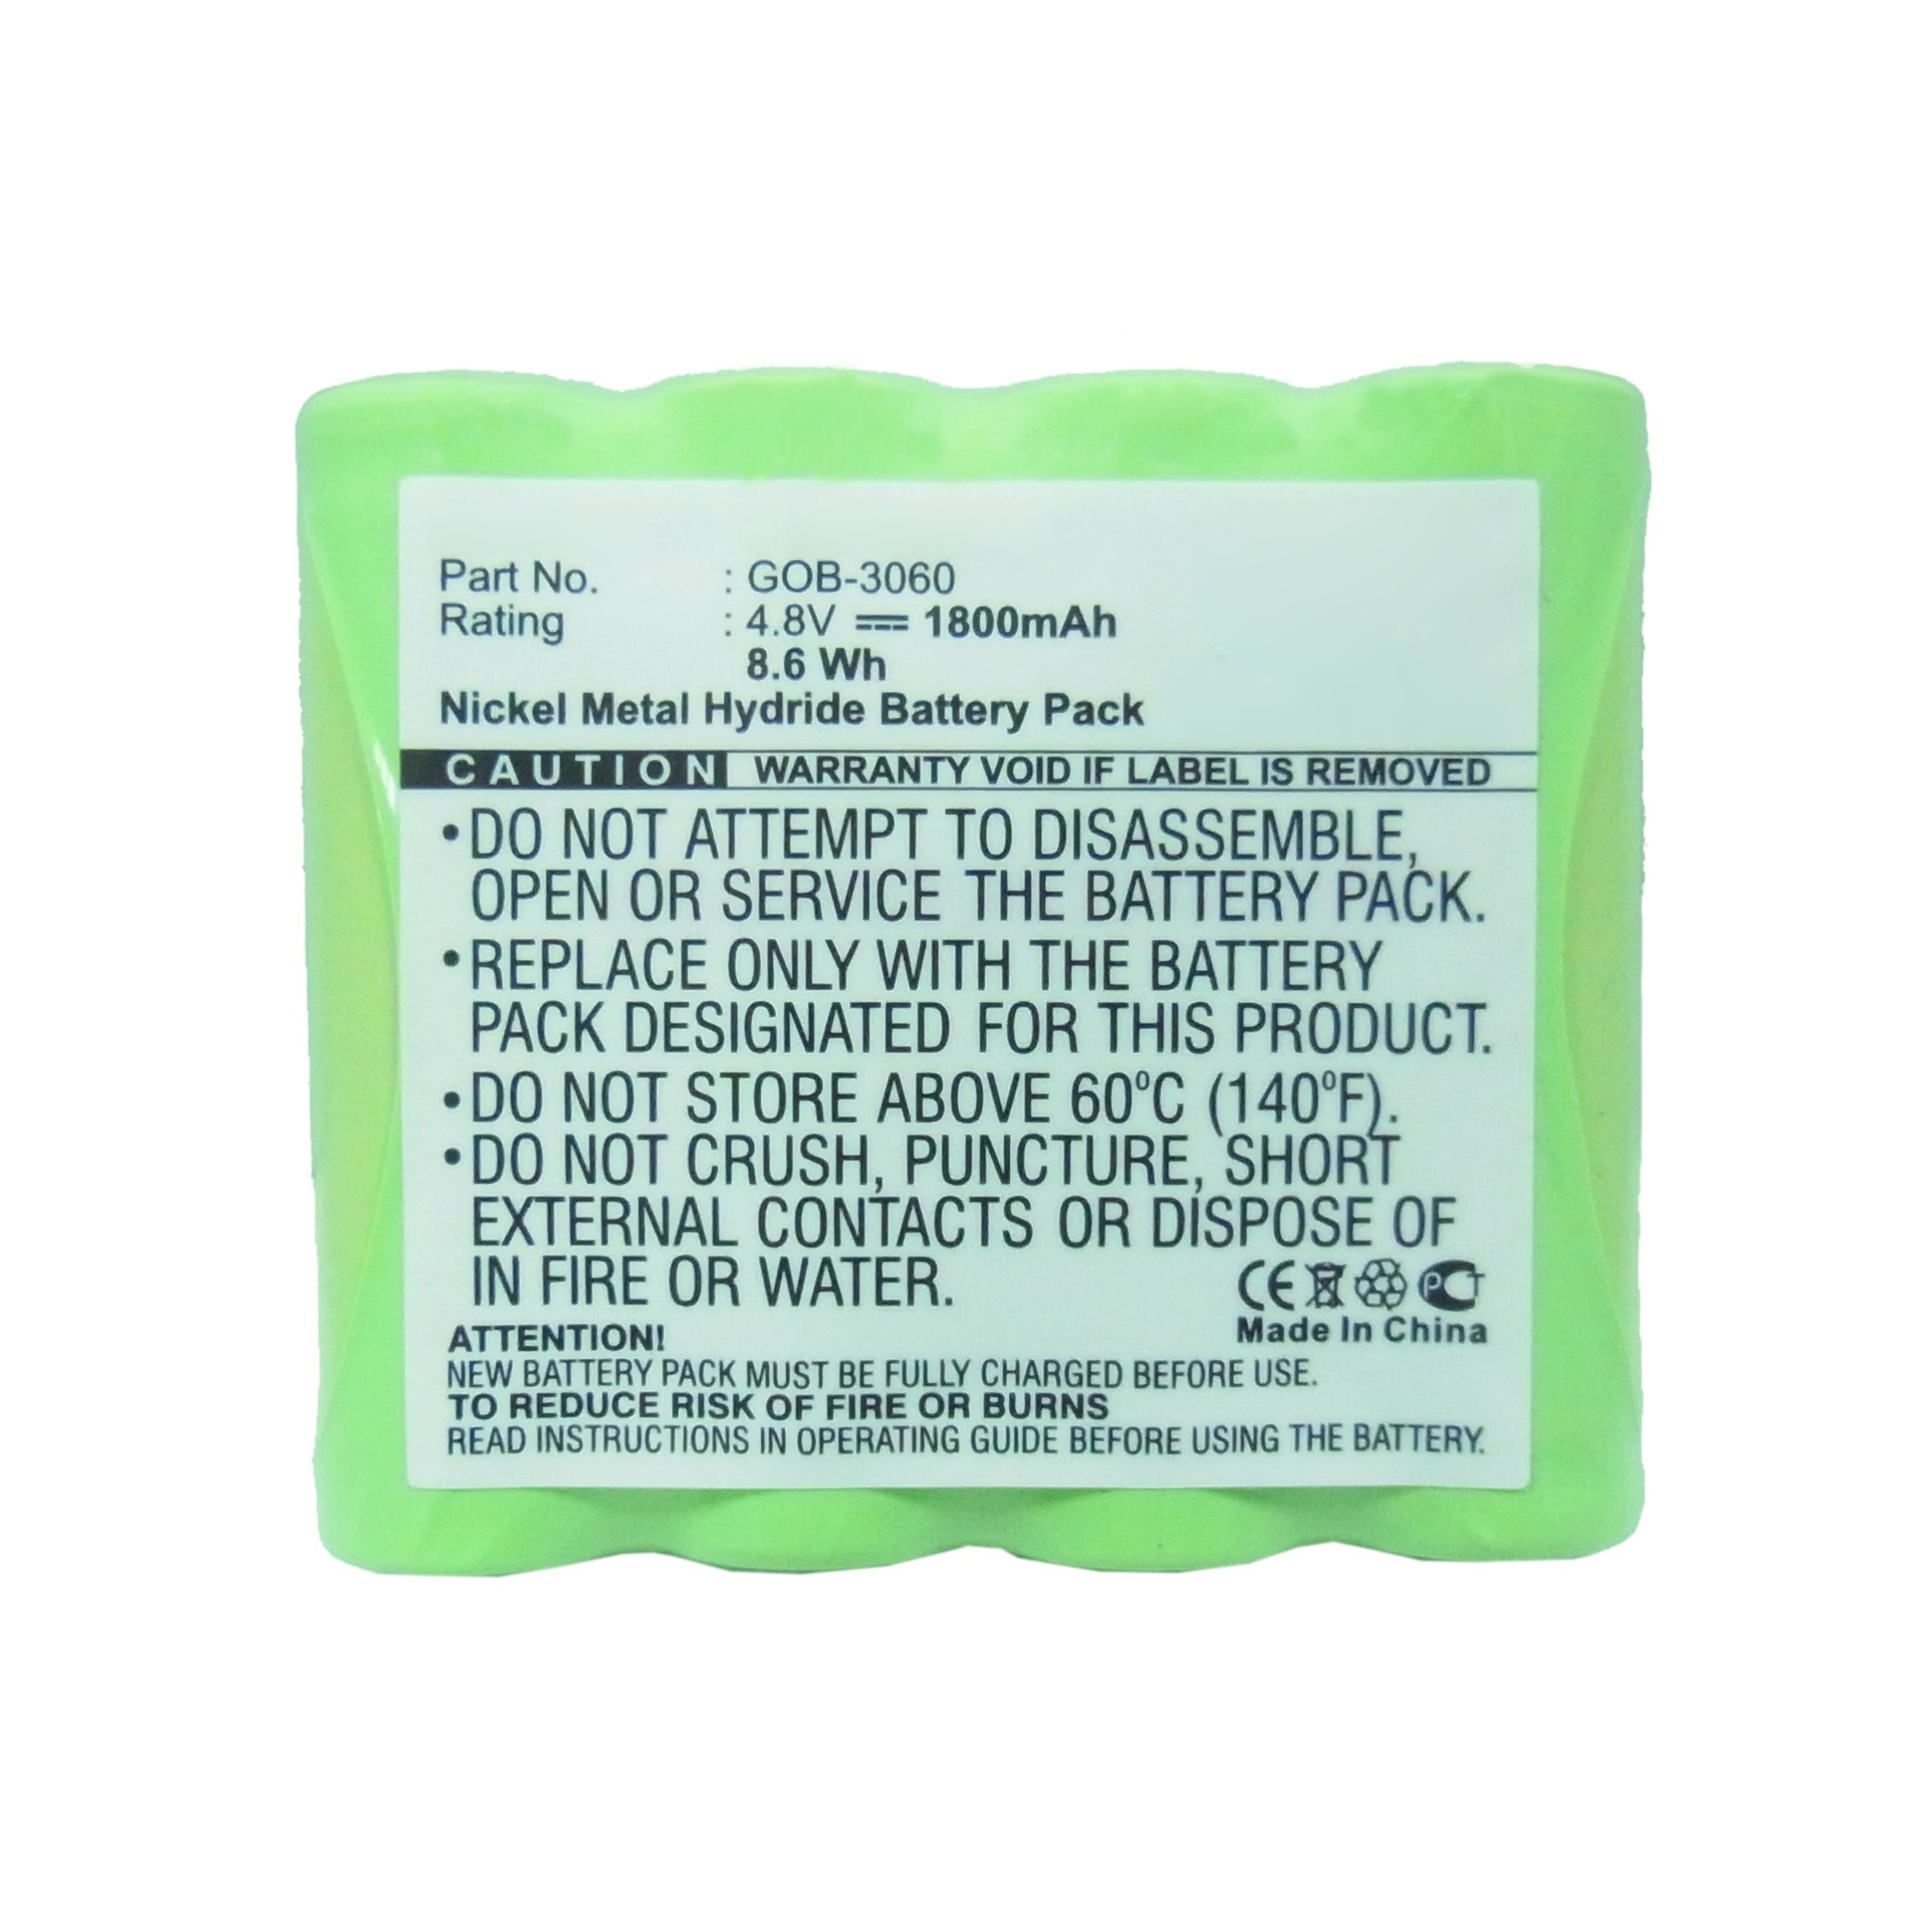 Part No. : GOB-3060
Rating : 4.8V ⎓ 1800mAh
8.6 Wh
Nickel Metal Hydride Battery Pack
CAUTION WARRANTY VOID IF LABEL IS REMOVED
•DO NOT ATTEMPT TO DISASSEMBLE,
OPEN OR SERVICE THE BATTERY PACK.
•REPLACE ONLY WITH THE BATTERY
PACK DESIGNATED FOR THIS PRODUCT.
•DO NOT STORE ABOVE 60ºC (140ºF).
•DO NOT CRUSH, PUNCTURE, SHORT
EXTERNAL CONTACTS OR DISPOSE OF
IN FIRE OR WATER.
CE PCT
Made In China
ATTENTION!
NEW BATTERY PACK MUST BE FULLY CHARGED BEFORE USE.
TO REDUCE RISK OF FIRE OR BURNS
READ INSTRUCTIONS IN OPERATING GUIDE BEFORE USING THE BATTERY.